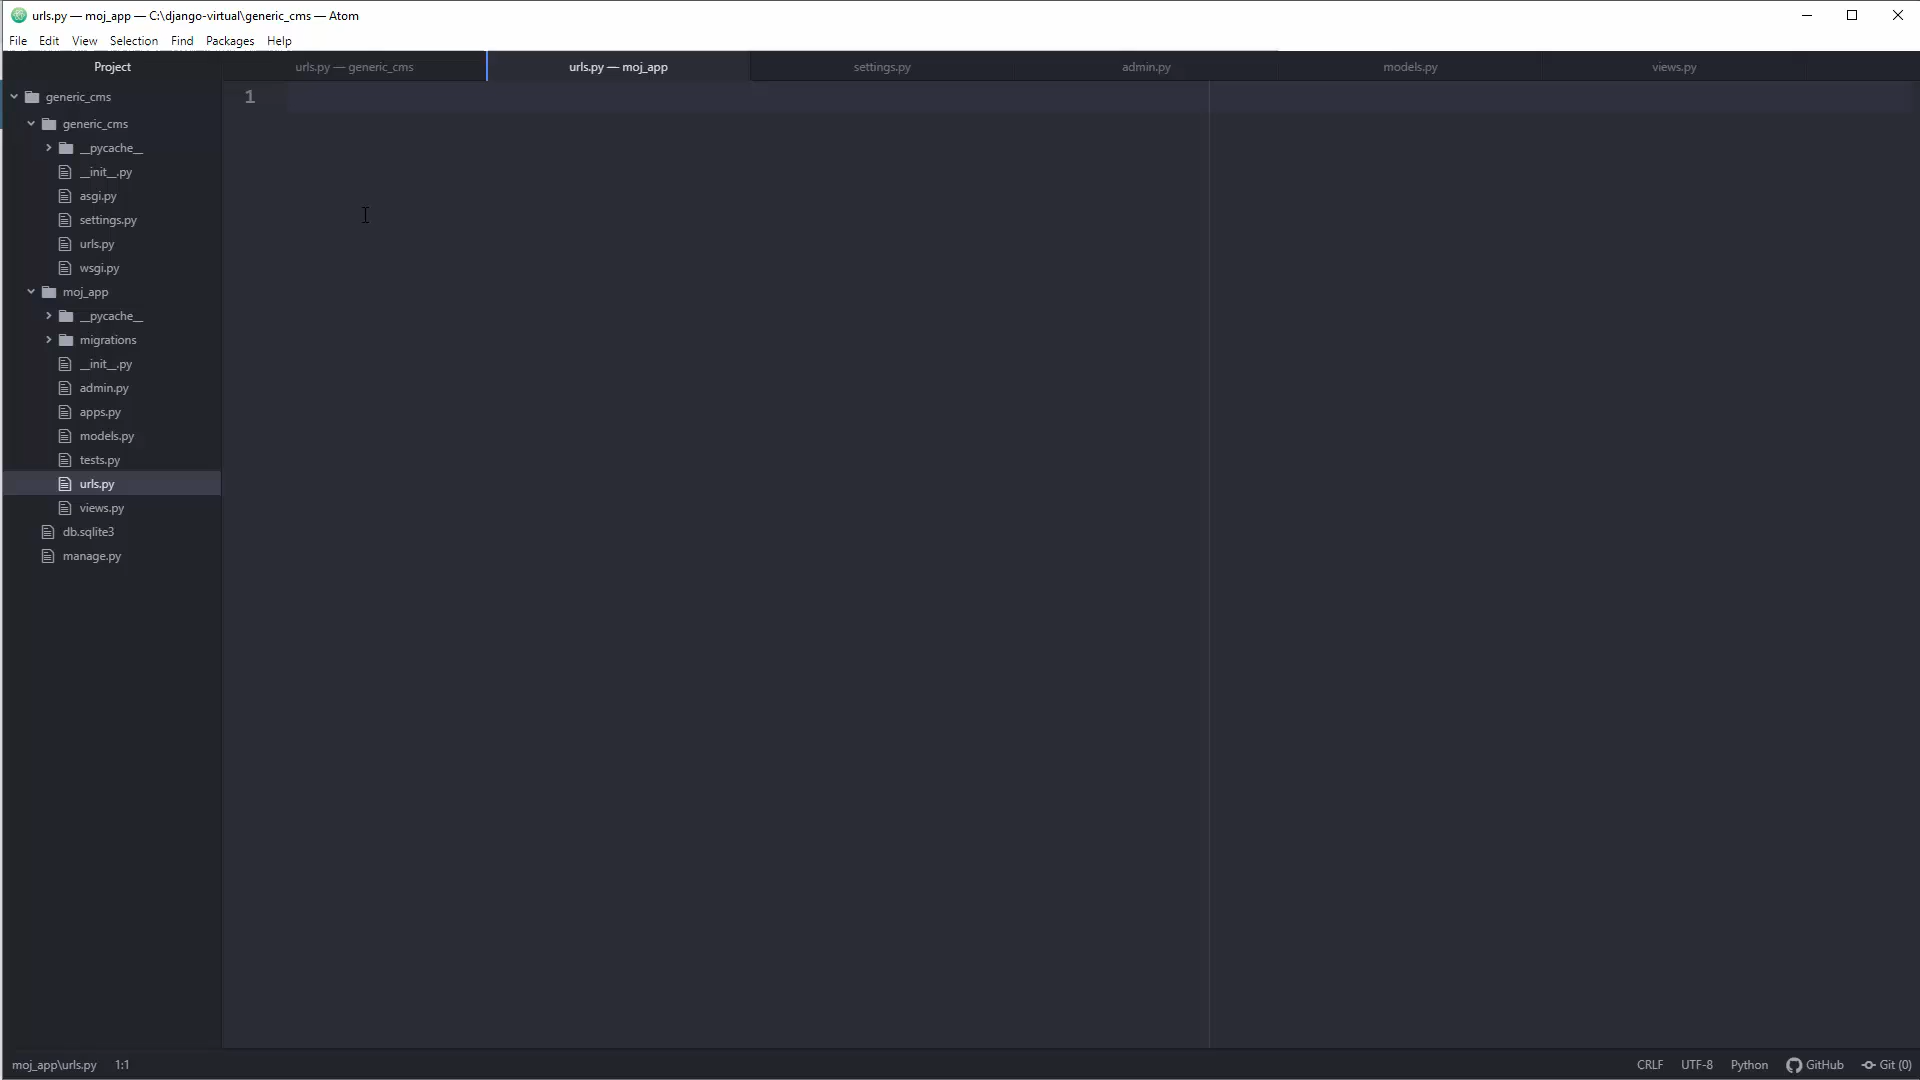 urls.py — moj_app — C:\django-virtual\generic_cms — Atom
File Edit View Selection Find Packages Help
Project
urls.py — generic_cms
urls.py — moj_app
settings.py
admin.py
models.py
views.py
generic_cms
generic_cms
__pycache__
__init__.py
asgi.py
settings.py
urls.py
wsgi.py
moj_app
__pycache__
migrations
__init__.py
admin.py
apps.py
models.py
tests.py
urls.py
views.py
db.sqlite3
manage.py
1
moj_app\urls.py 1:1
CRLF UTF-8 Python GitHub Git (0)